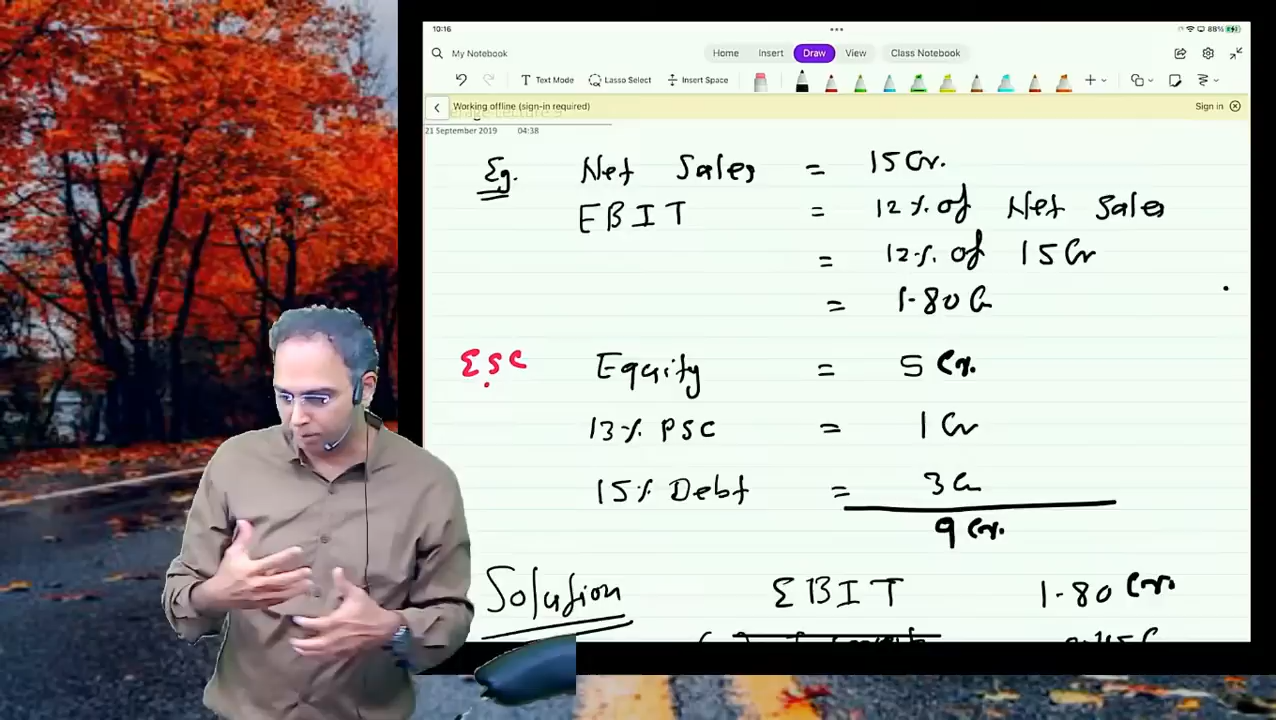 10:16
88%
My Notebook
Home Insert Draw View Class Notebook
Text Mode Lasso Select Insert Space
Working offline (sign-in required) Sign in
21 September 2019 04:38
Eg. Net Sales = 15 Cr.
EBIT = 12% of Net Sales
= 12% of 15 Cr
= 1.80 Cr
ESC Equity = 5 Cr.
13% PSC = 1 Cr
15% Debt = 3 Cr
9 Cr.
Solution EBIT 1.80 Cr.